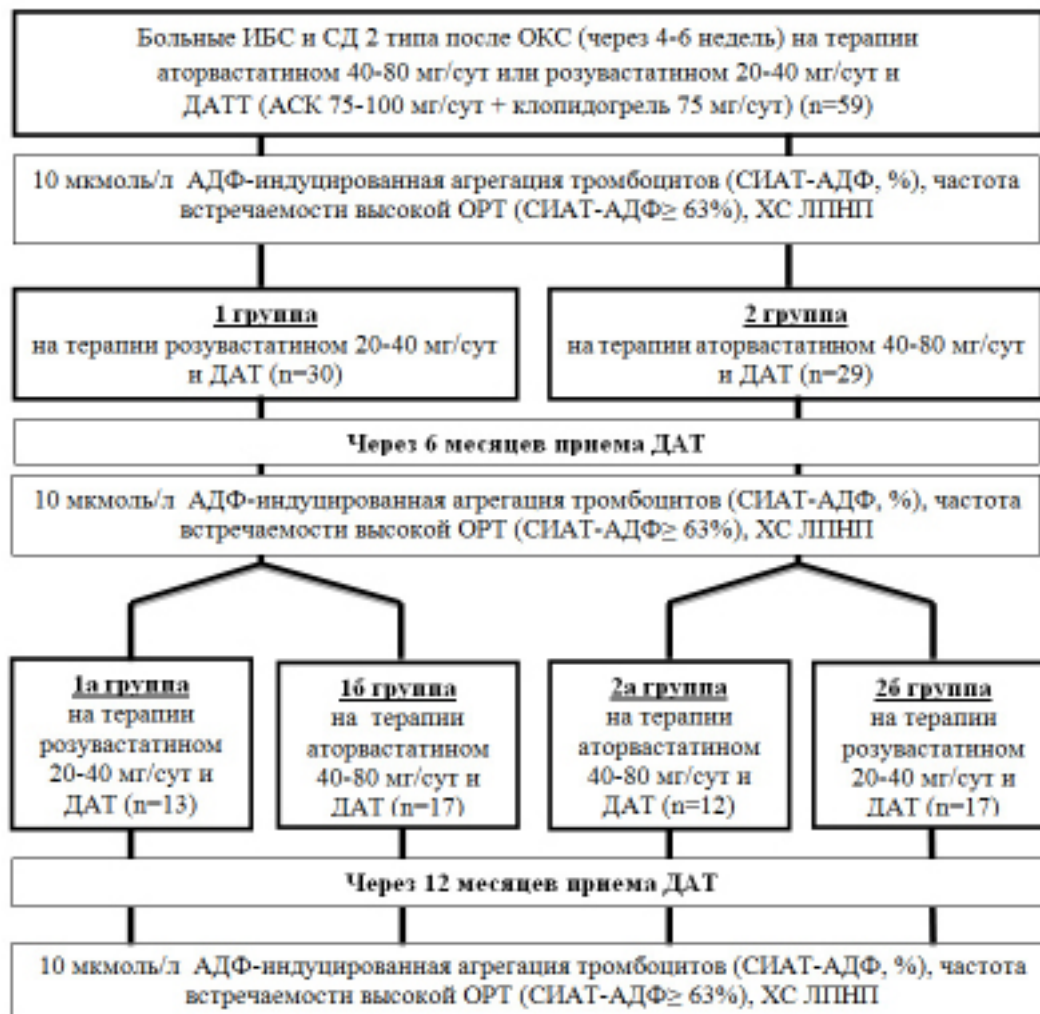 Больные ИБС и СД 2 типа после ОКС (через 4-6 недель) на терапии
аторвастатином 40-80 мг/сут или розувастатином 20-40 мг/сут и
ДАТТ (АСК 75-100 мг/сут + клопидогрель 75 мг/сут) (n=59)
10 мкмоль/л АДФ-индуцированная агрегация тромбоцитов (СИАТ-АДФ, %), частота
встречаемости высокой ОРТ (СИАТ-АДФ≥ 63%), ХС ЛПНП
1 группа
на терапии розувастатином 20-40 мг/сут
и ДАТ (n=30)
2 группа
на терапии аторвастатином 40-80 мг/сут
и ДАТ (n=29)
Через 6 месяцев приема ДАТ
10 мкмоль/л АДФ-индуцированная агрегация тромбоцитов (СИАТ-АДФ, %), частота
встречаемости высокой ОРТ (СИАТ-АДФ≥ 63%), ХС ЛПНП
1а группа
на терапии
розувастатином
20-40 мг/сут и
ДАТ (n=13)
1б группа
на терапии
аторвастатином
40-80 мг/сут и
ДАТ (n=17)
2а группа
на терапии
аторвастатином
40-80 мг/сут и
ДАТ (n=12)
2б группа
на терапии
розувастатином
20-40 мг/сут и
ДАТ (n=17)
Через 12 месяцев приема ДАТ
10 мкмоль/л АДФ-индуцированная агрегация тромбоцитов (СИАТ-АДФ, %), частота
встречаемости высокой ОРТ (СИАТ-АДФ≥ 63%), ХС ЛПНП